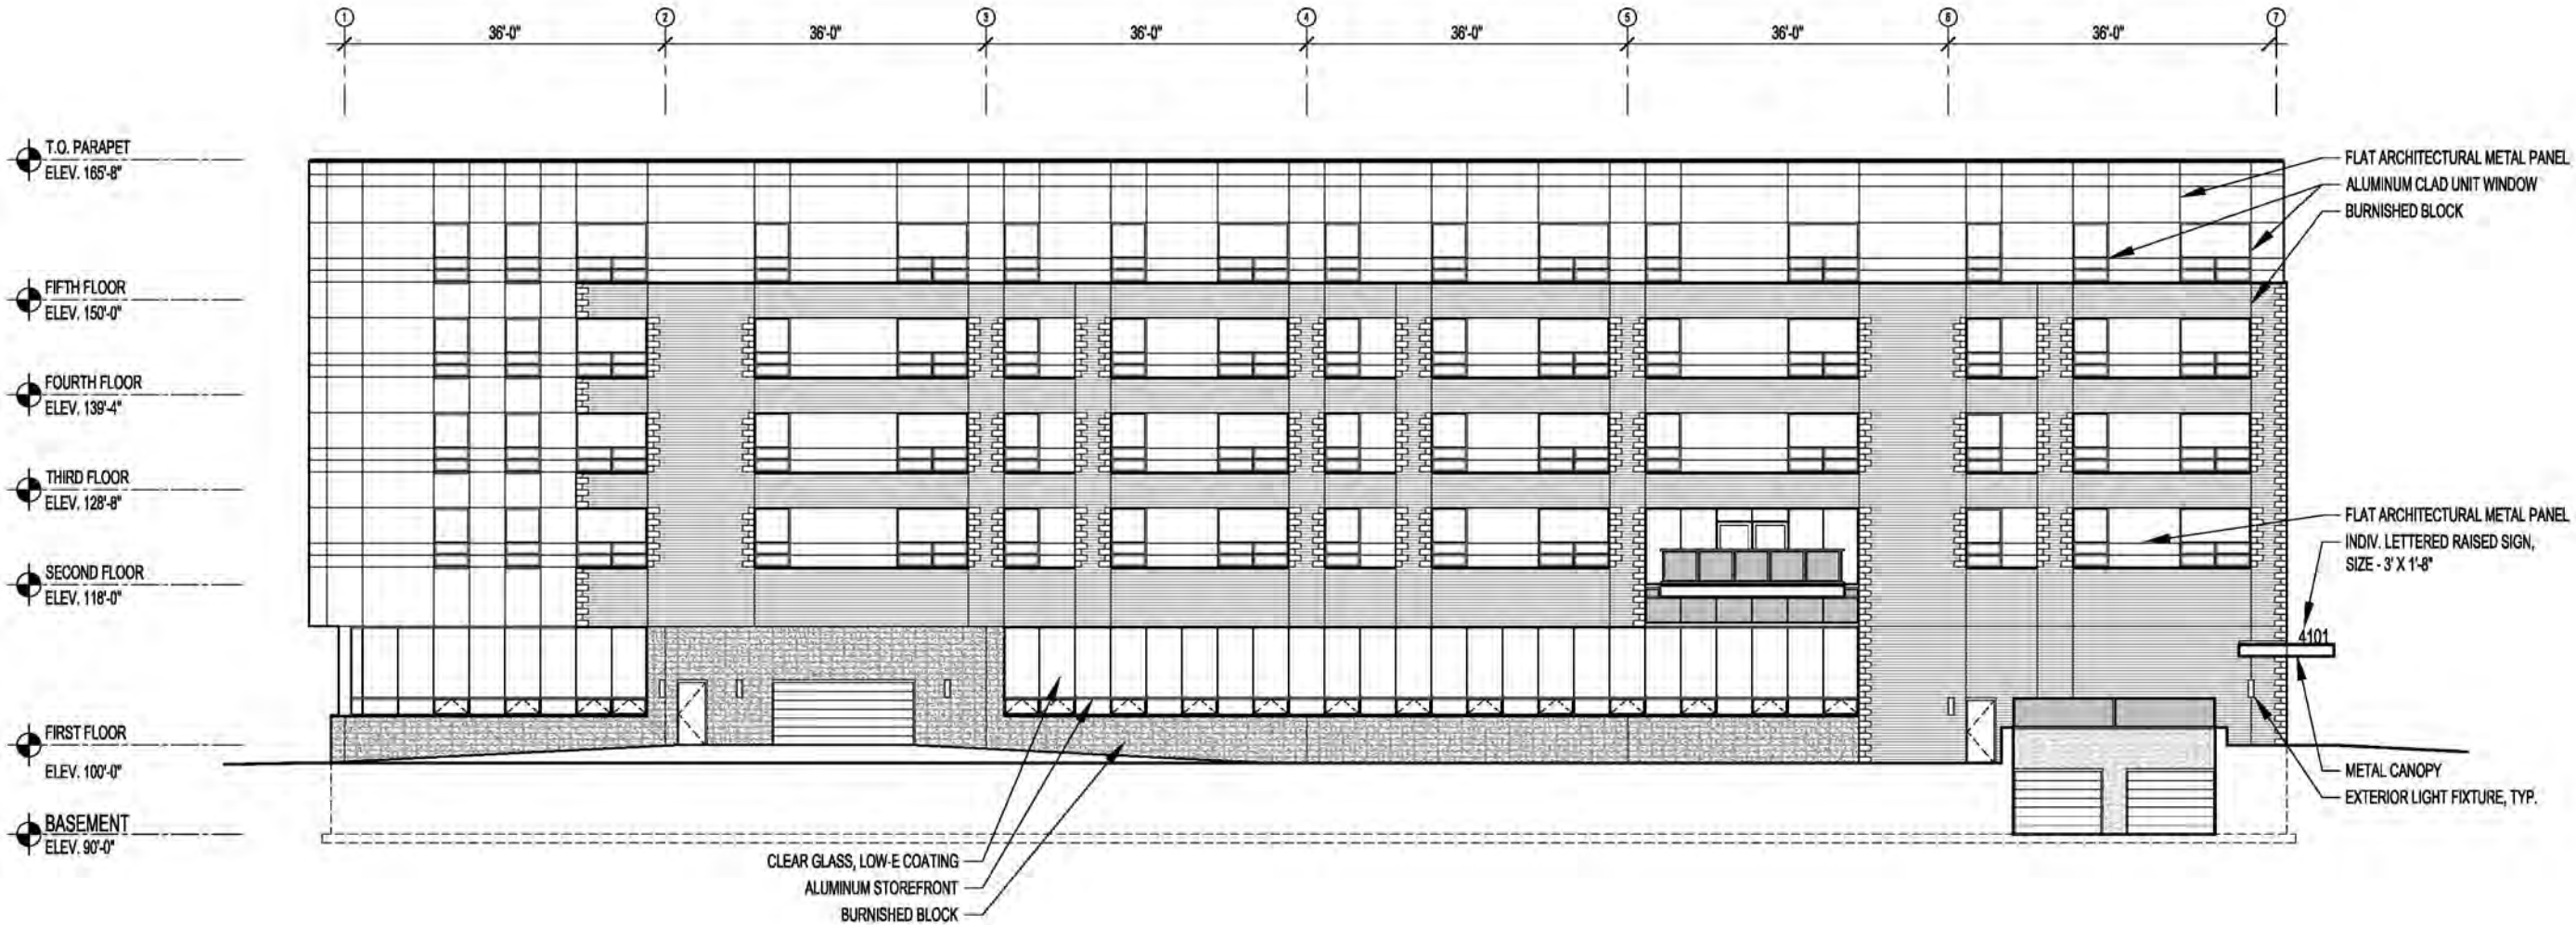 1 2 3 4 5 6 7
36'-0" 36'-0" 36'-0" 36'-0" 36'-0" 36'-0"
T.O. PARAPET
ELEV. 165'-8"
FIFTH FLOOR
ELEV. 150'-0"
FOURTH FLOOR
ELEV. 139'-4"
THIRD FLOOR
ELEV. 128'-8"
SECOND FLOOR
ELEV. 118'-0"
FIRST FLOOR
ELEV. 100'-0"
BASEMENT
ELEV. 90'-0"
FLAT ARCHITECTURAL METAL PANEL
ALUMINUM CLAD UNIT WINDOW
BURNISHED BLOCK
FLAT ARCHITECTURAL METAL PANEL
INDIV. LETTERED RAISED SIGN,
SIZE - 3' X 1'-8"
4101
METAL CANOPY
EXTERIOR LIGHT FIXTURE, TYP.
CLEAR GLASS, LOW-E COATING
ALUMINUM STOREFRONT
BURNISHED BLOCK